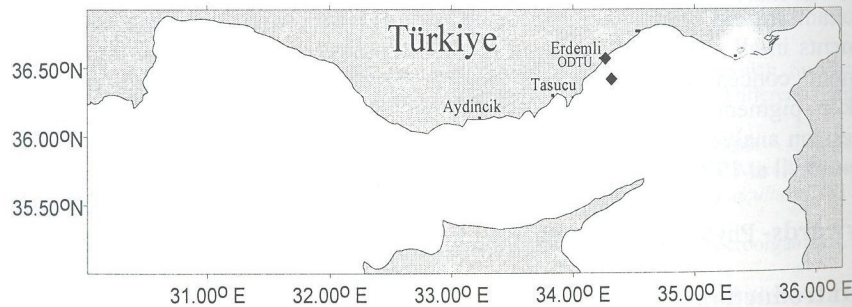 Türkiye
Erdemli
ODTU
Tasucu
Aydincik
36.50ºN
36.00ºN
35.50ºN
31.00º E
32.00º E
33.00º E
34.00º E
35.00º E
36.00º E